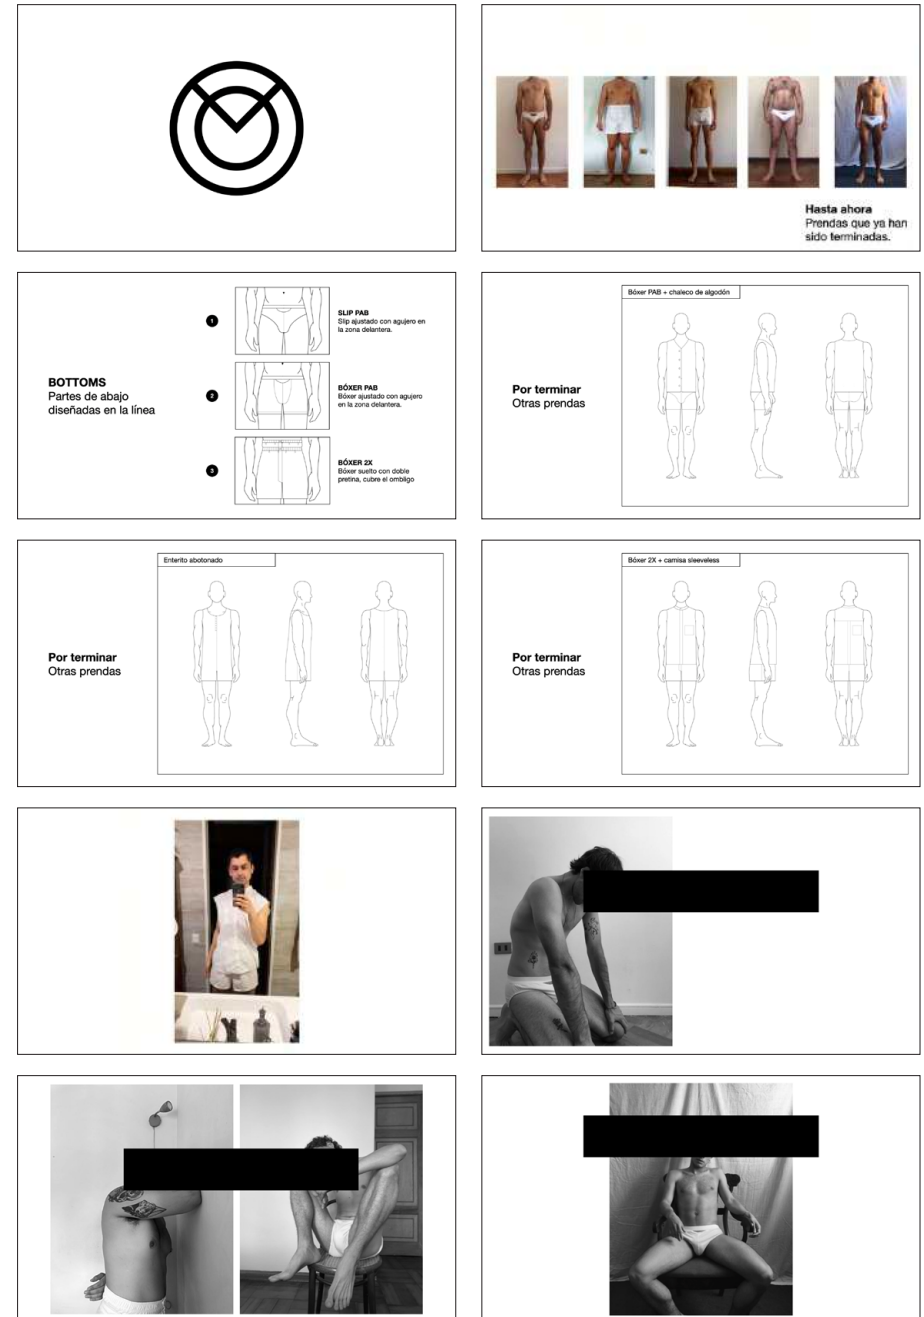 Hasta ahora
Prendas que ya han
sido terminadas.
BOTTOMS
Partes de abajo
diseñadas en la línea
1
SLIP PAB
Slip ajustado con agujero en
la zona delantera.
2
BÓXER PAB
Bóxer ajustado con agujero
en la zona delantera.
3
BÓXER 2X
Bóxer suelto con doble
pretina, cubre el ombligo
Por terminar
Otras prendas
Bóxer PAB + chaleco de algodón
Por terminar
Otras prendas
Enterito abotonado
Por terminar
Otras prendas
Bóxer 2X + camisa sleeveless